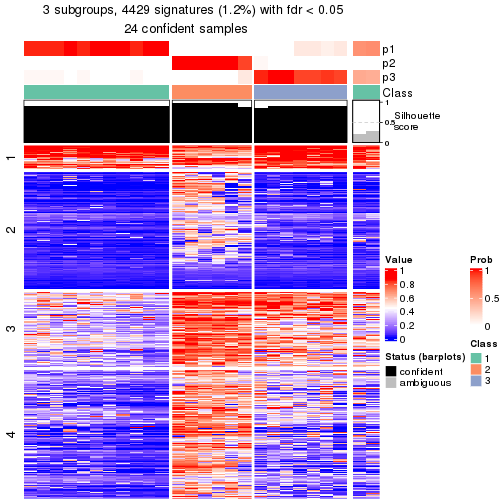 3 subgroups, 4429 signatures (1.2%) with fdr < 0.05
24 confident samples
p1
p2
p3
Class
1
0.5
0
Silhouette
score
1
2
3
4
Value
1
0.8
0.6
0.4
0.2
0
Prob
1
0.5
0
Status (barplots)
confident
ambiguous
Class
1
2
3